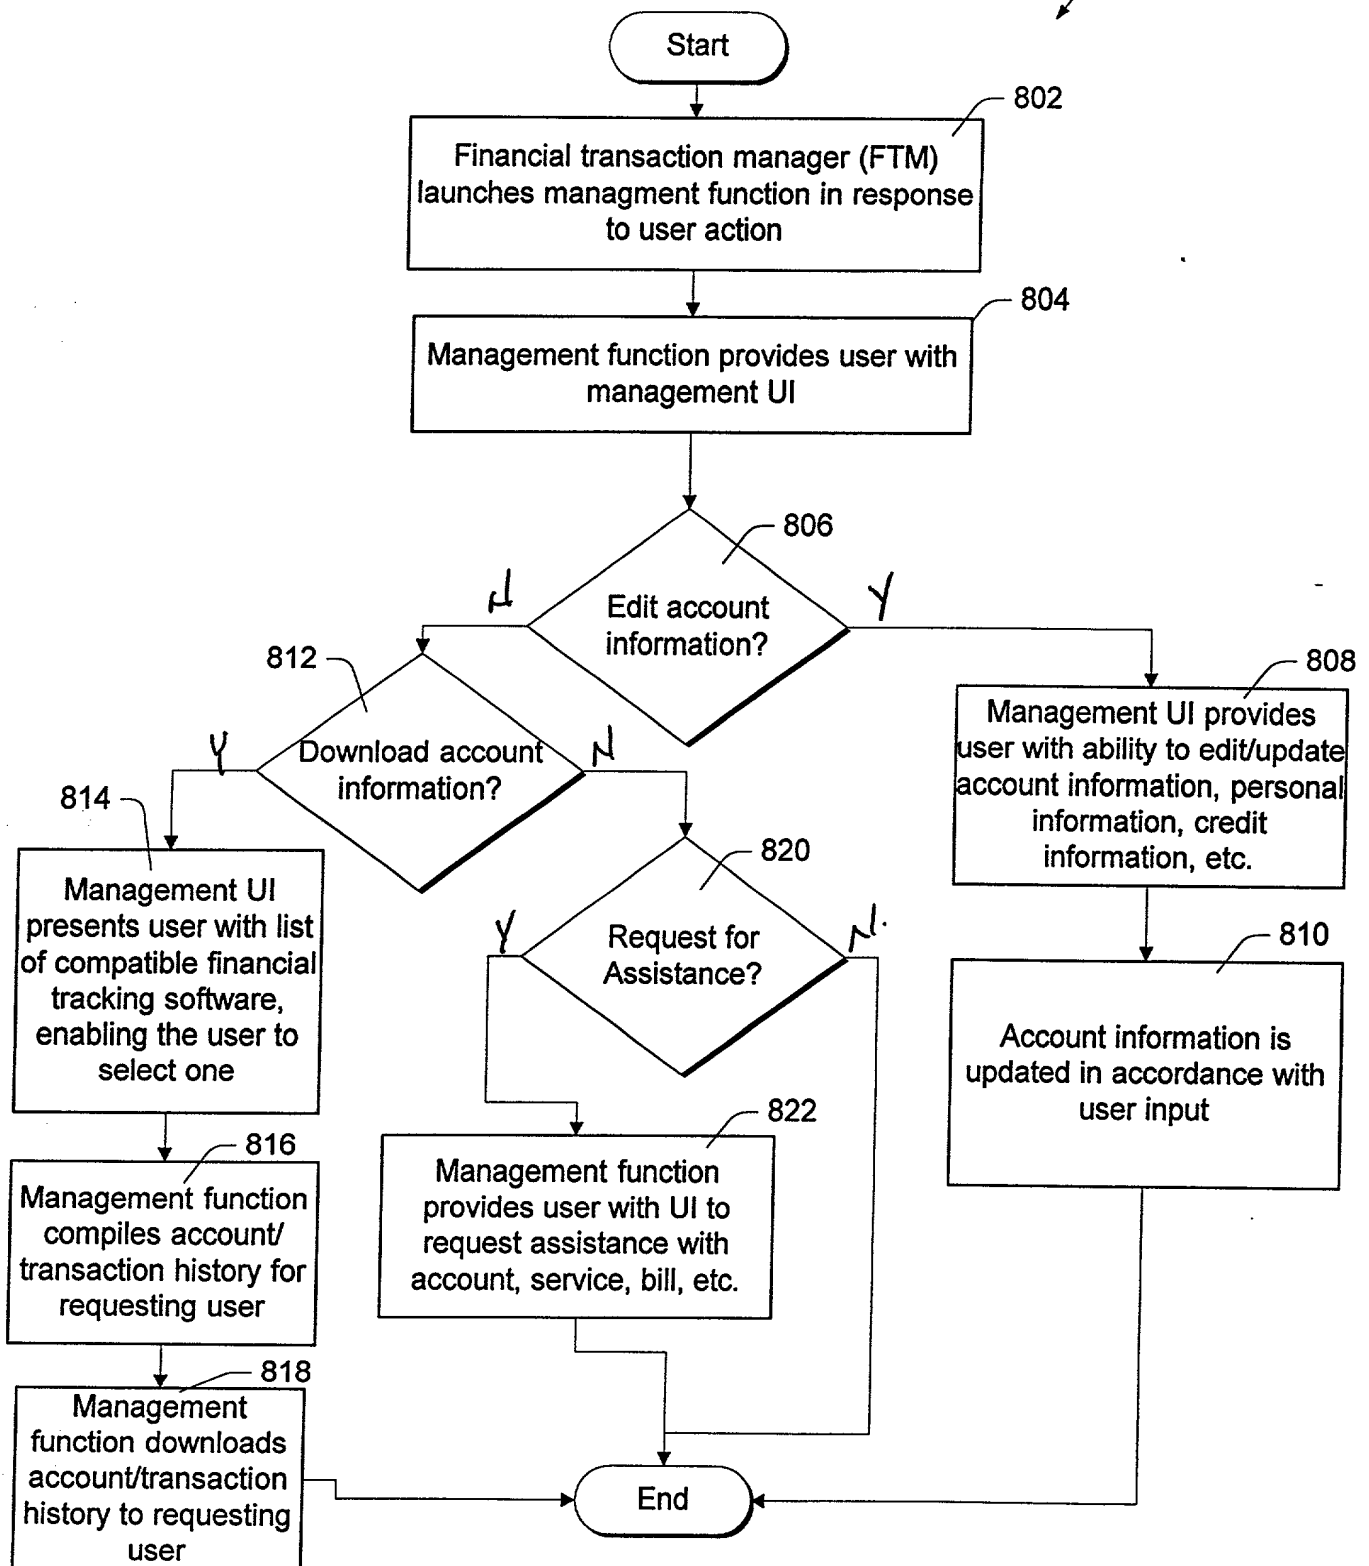 Start
802
Financial transaction manager (FTM)
launches managment function in response
to user action
804
Management function provides user with
management UI
806
Edit account
information?
N
Y
812
Download account
information?
Y
N
808
Management UI provides
user with ability to edit/update
account information, personal
information, credit
information, etc.
814
Management UI
presents user with list
of compatible financial
tracking software,
enabling the user to
select one
820
Request for
Assistance?
Y
N.
810
Account information is
updated in accordance with
user input
816
Management function
compiles account/
transaction history for
requesting user
822
Management function
provides user with UI to
request assistance with
account, service, bill, etc.
818
Management
function downloads
account/transaction
history to requesting
user
End